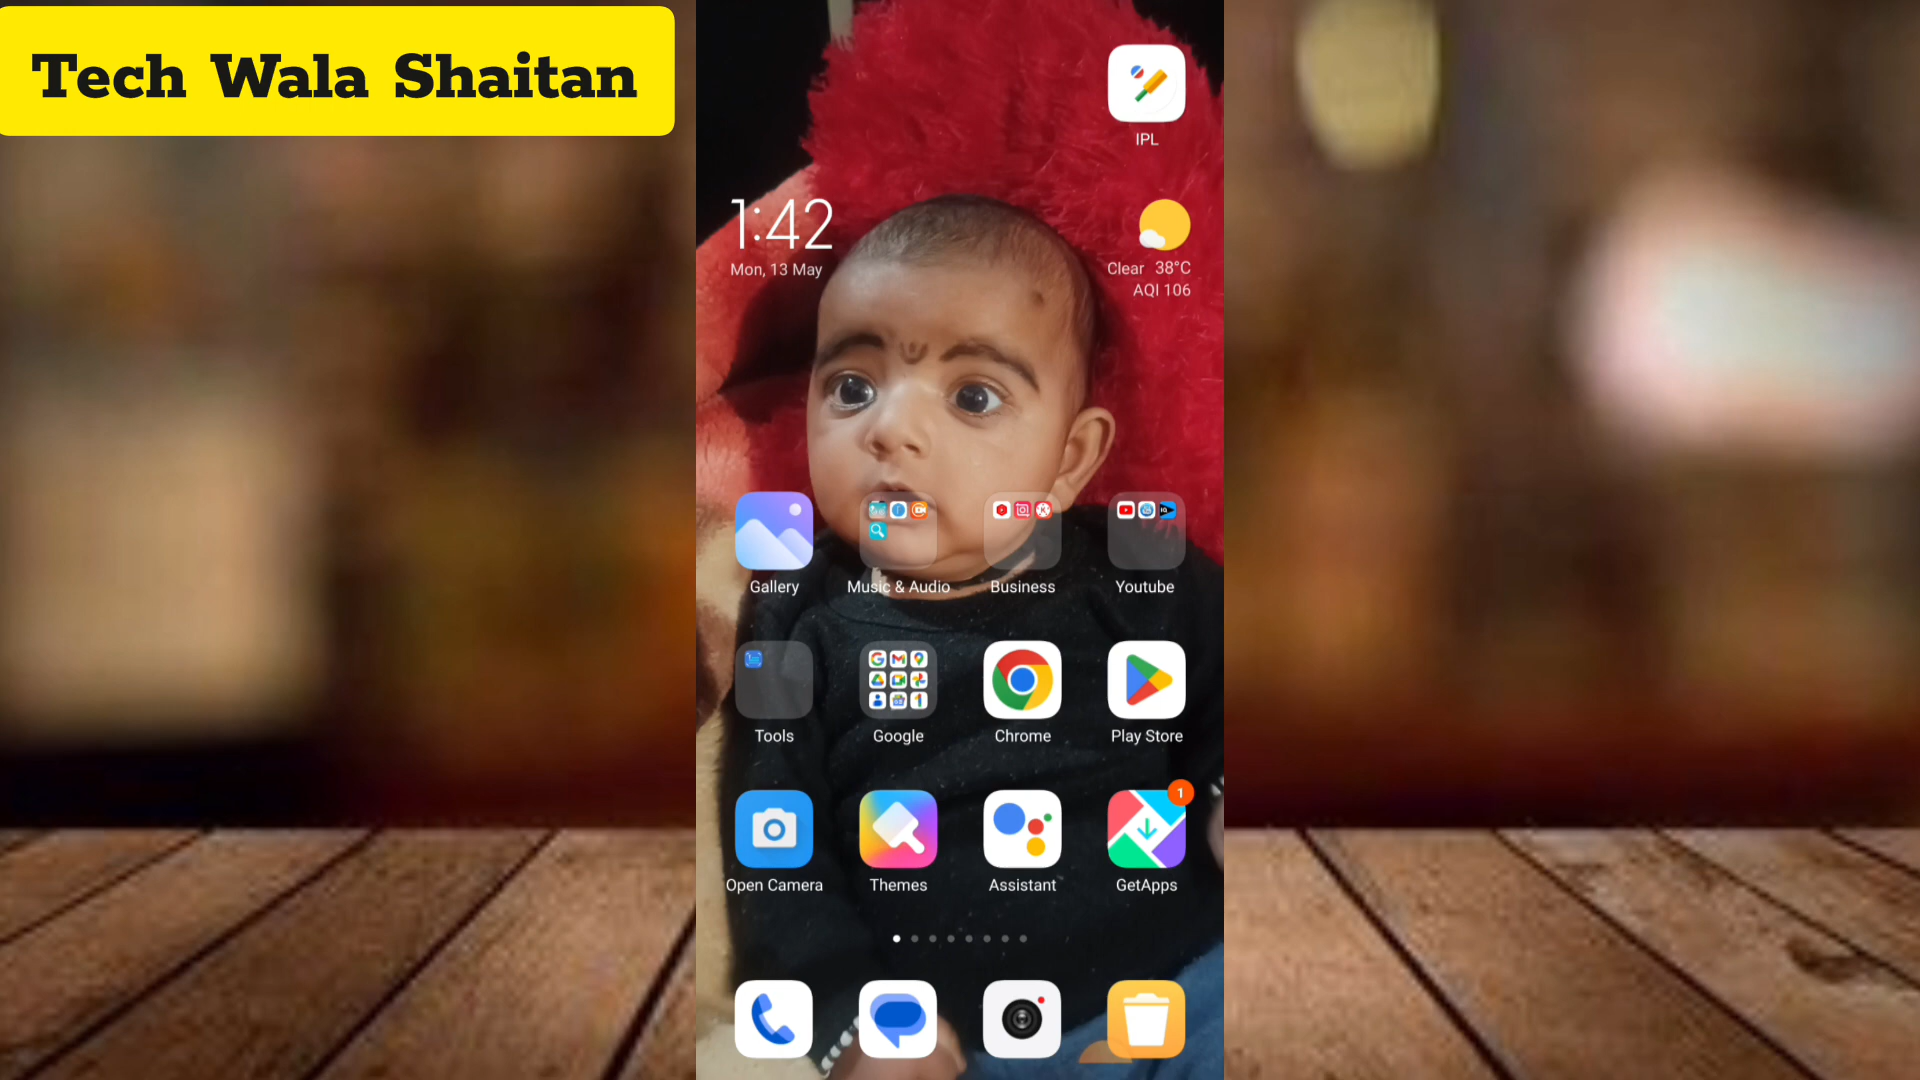 Tech Wala Shaitan
IPL
1:42
Mon, 13 May
Clear 38°C
AQI 106
Gallery
Music & Audio
Business
Youtube
Tools
Google
Chrome
Play Store
1
Open Camera
Themes
Assistant
GetApps